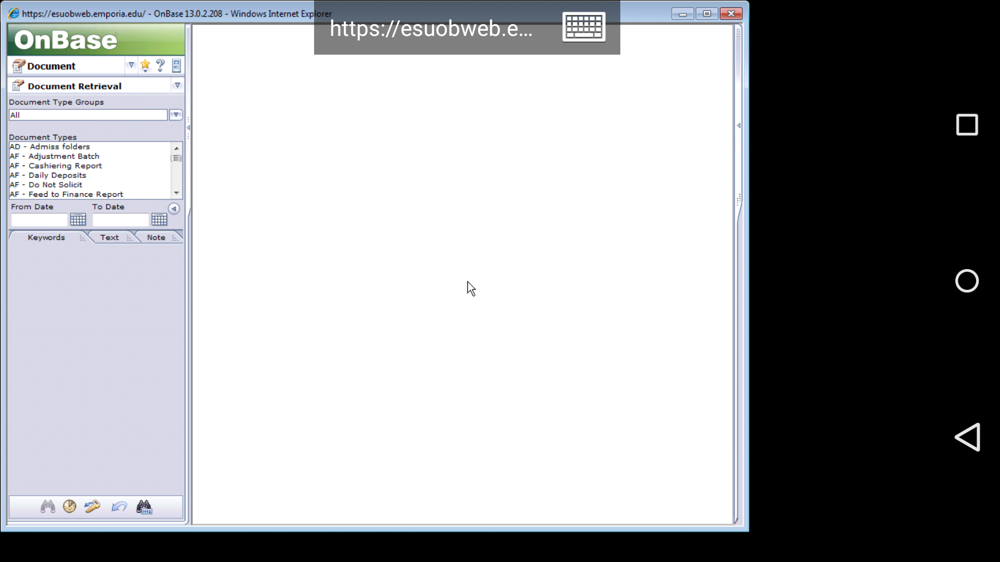 https://esuobweb.emporia.edu/ - OnBase 13.0.2.208 - Windows Internet Explorer
https://esuobweb.e...
OnBase
Document
Document Retrieval
Document Type Groups
All
Document Types
AD - Admiss folders
AF - Adjustment Batch
AF - Cashiering Report
AF - Daily Deposits
AF - Do Not Solicit
AF - Feed to Finance Report
From Date To Date
Keywords Text Note